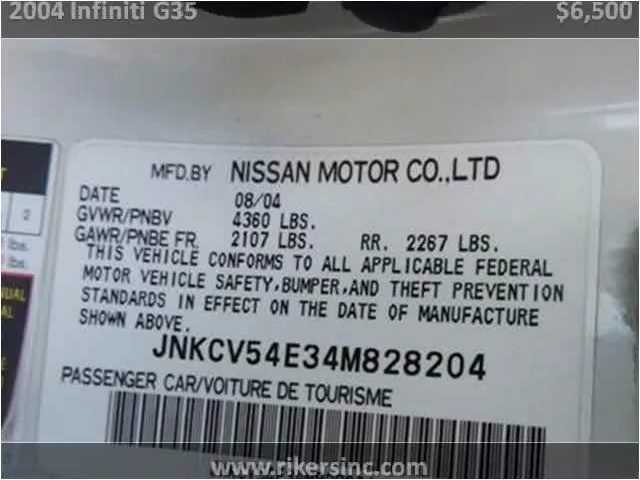 2004 Infiniti G35 $6,500
MFD.BY NISSAN MOTOR CO.,LTD
DATE 08/04
GVWR/PNBV 4360 LBS.
GAWR/PNBE FR. 2107 LBS. RR. 2267 LBS.
THIS VEHICLE CONFORMS TO ALL APPLICABLE FEDERAL
MOTOR VEHICLE SAFETY,BUMPER,AND THEFT PREVENTION
STANDARDS IN EFFECT ON THE DATE OF MANUFACTURE
SHOWN ABOVE.
JNKCV54E34M828204
PASSENGER CAR/VOITURE DE TOURISME
2
lbs.
lbs.
www.rikersinc.com